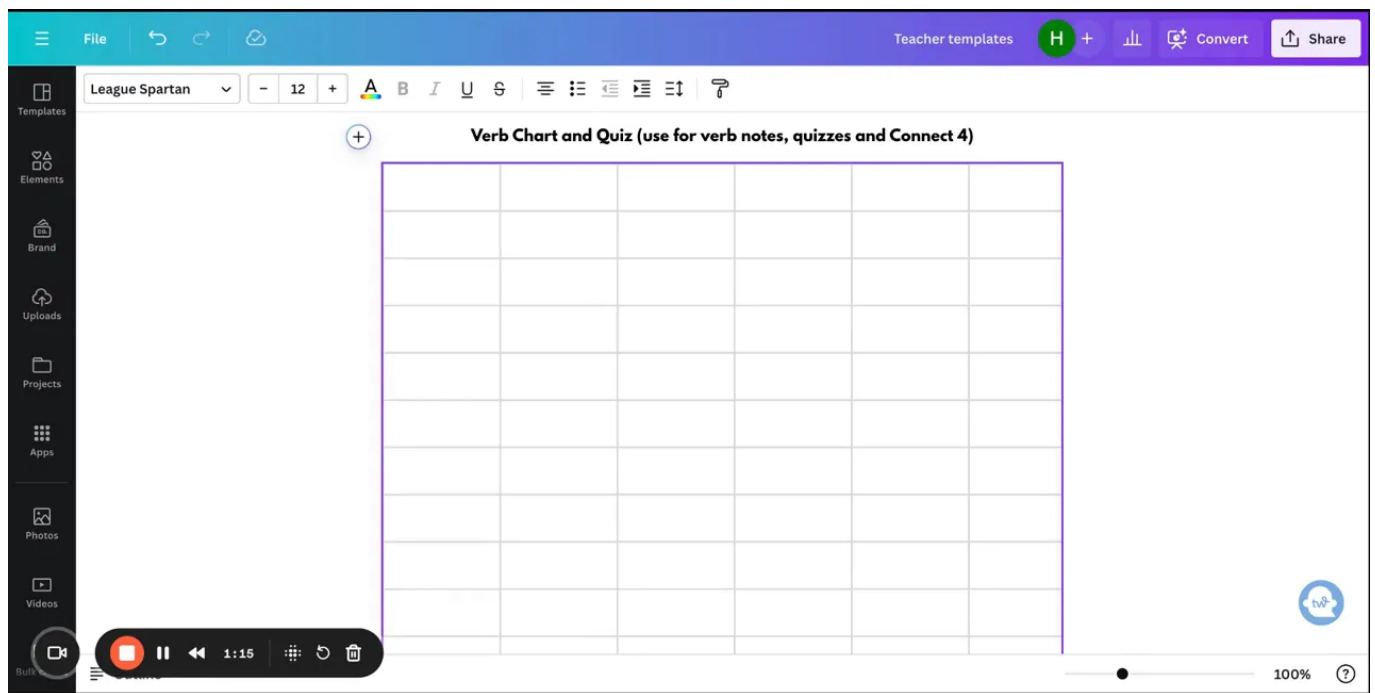 File
Teacher templates
H
Convert
Share
League Spartan
12
A
B
I
U
S
Templates
Elements
Brand
Uploads
Projects
Apps
Photos
Videos
Bulk
Verb Chart and Quiz (use for verb notes, quizzes and Connect 4)
1:15
100%